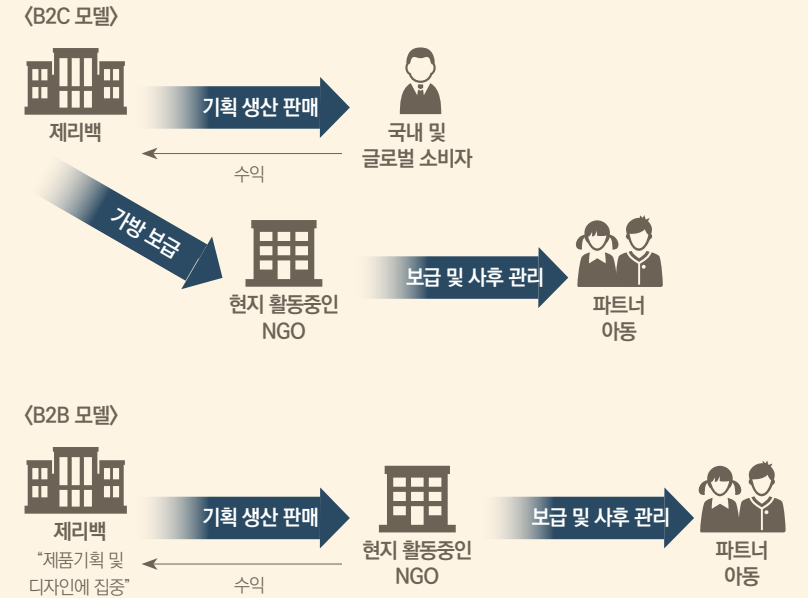 〈B2C 모델〉
제리백
기획 생산 판매
국내 및
글로벌 소비자
수익
가방 보급
현지 활동중인
NGO
보급 및 사후 관리
파트너
아동
〈B2B 모델〉
제리백
“제품기획 및
디자인에 집중”
기획 생산 판매
수익
현지 활동중인
NGO
보급 및 사후 관리
파트너
아동